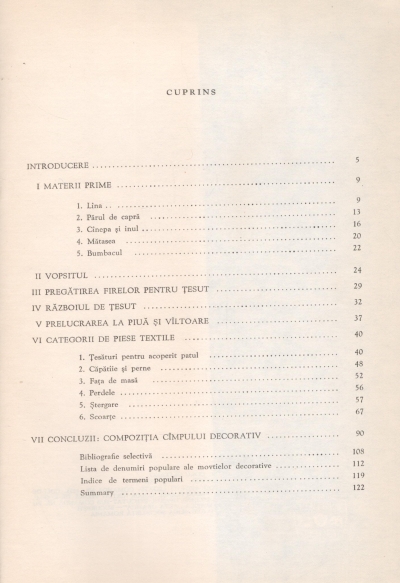 CUPRINS
INTRODUCERE 5
I MATERII PRIME 9
1. Lina 9
2. Părul de capră 13
3. Cînepa și inul 16
4. Mătasea 20
5. Bumbacul 22
II VOPSITUL 24
III PREGĂTIREA FIRELOR PENTRU ȚESUT 29
IV RĂZBOIUL DE ȚESUT 32
V PRELUCRAREA LA PIUĂ ȘI VÎLTOARE 37
VI CATEGORII DE PIESE TEXTILE 40
1. Țesături pentru acoperit patul 40
2. Căpătîie și perne 48
3. Fața de masă 52
4. Perdele 56
5. Ștergare 57
6. Scoarțe 67
VII CONCLUZII: COMPOZIȚIA CÎMPULUI DECORATIV 90
Bibliografie selectivă 108
Lista de denumiri populare ale movtielor decorative 112
Indice de termeni populari 119
Summary 122